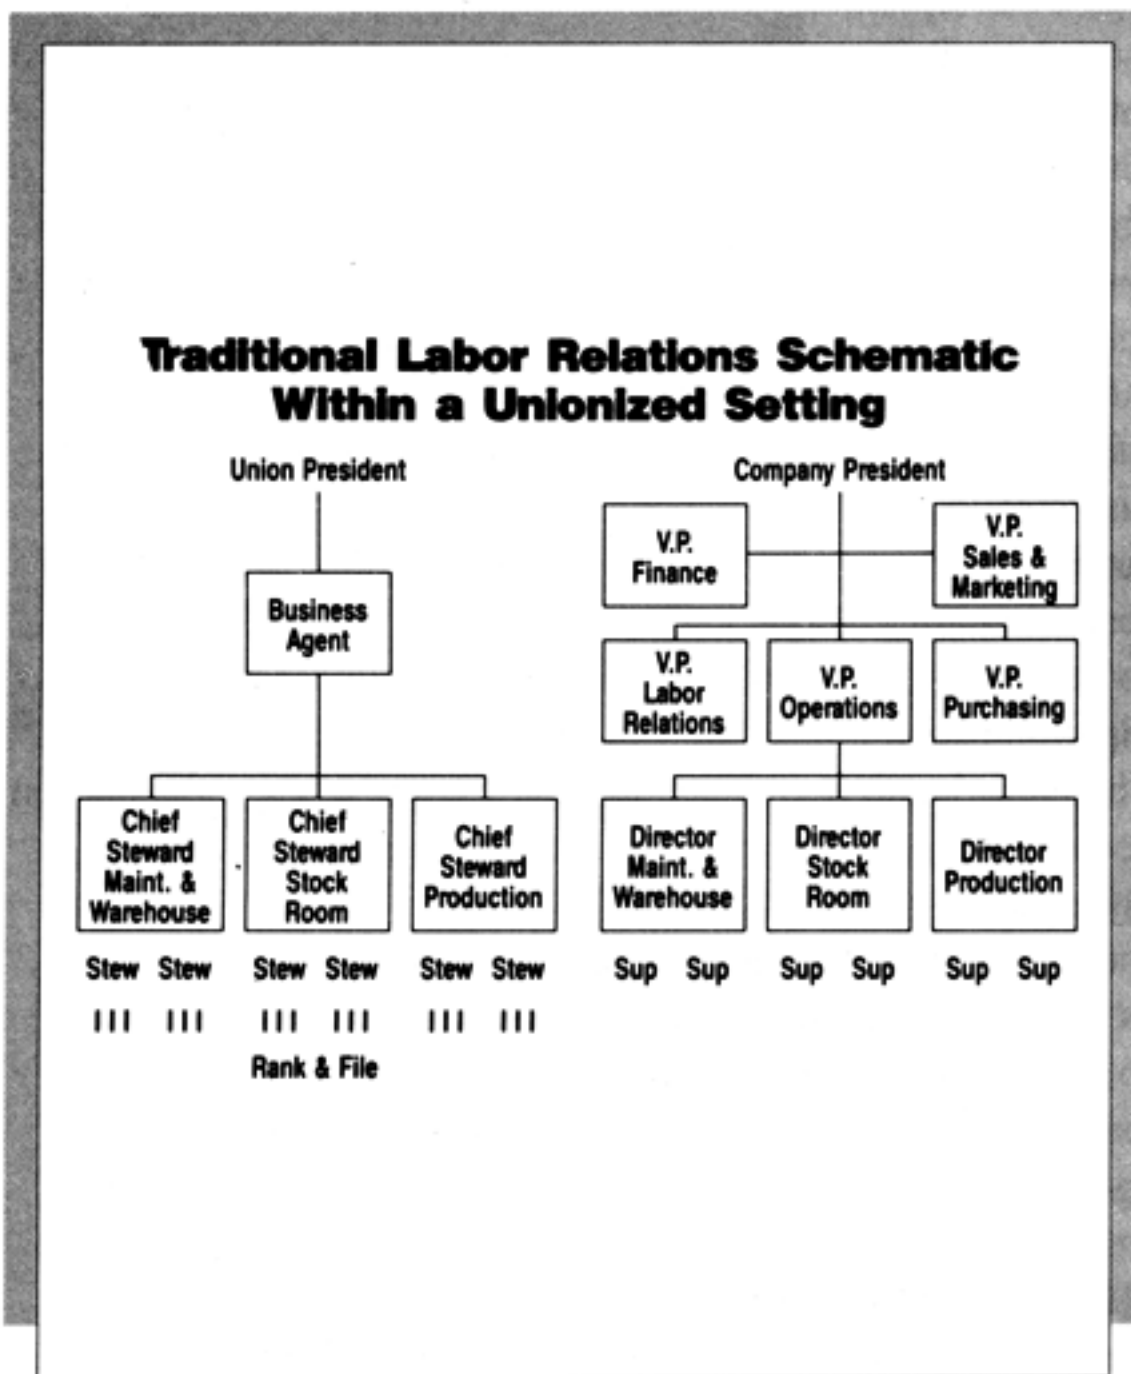 Traditional Labor Relations Schematic
Within a Unionized Setting
Union President
Business
Agent
Chief
Steward
Maint. &
Warehouse
Chief
Steward
Stock
Room
Chief
Steward
Production
Stew Stew Stew Stew Stew Stew
Rank & File
Company President
V.P.
Finance
V.P.
Sales &
Marketing
V.P.
Labor
Relations
V.P.
Operations
V.P.
Purchasing
Director
Maint. &
Warehouse
Director
Stock
Room
Director
Production
Sup Sup Sup Sup Sup Sup